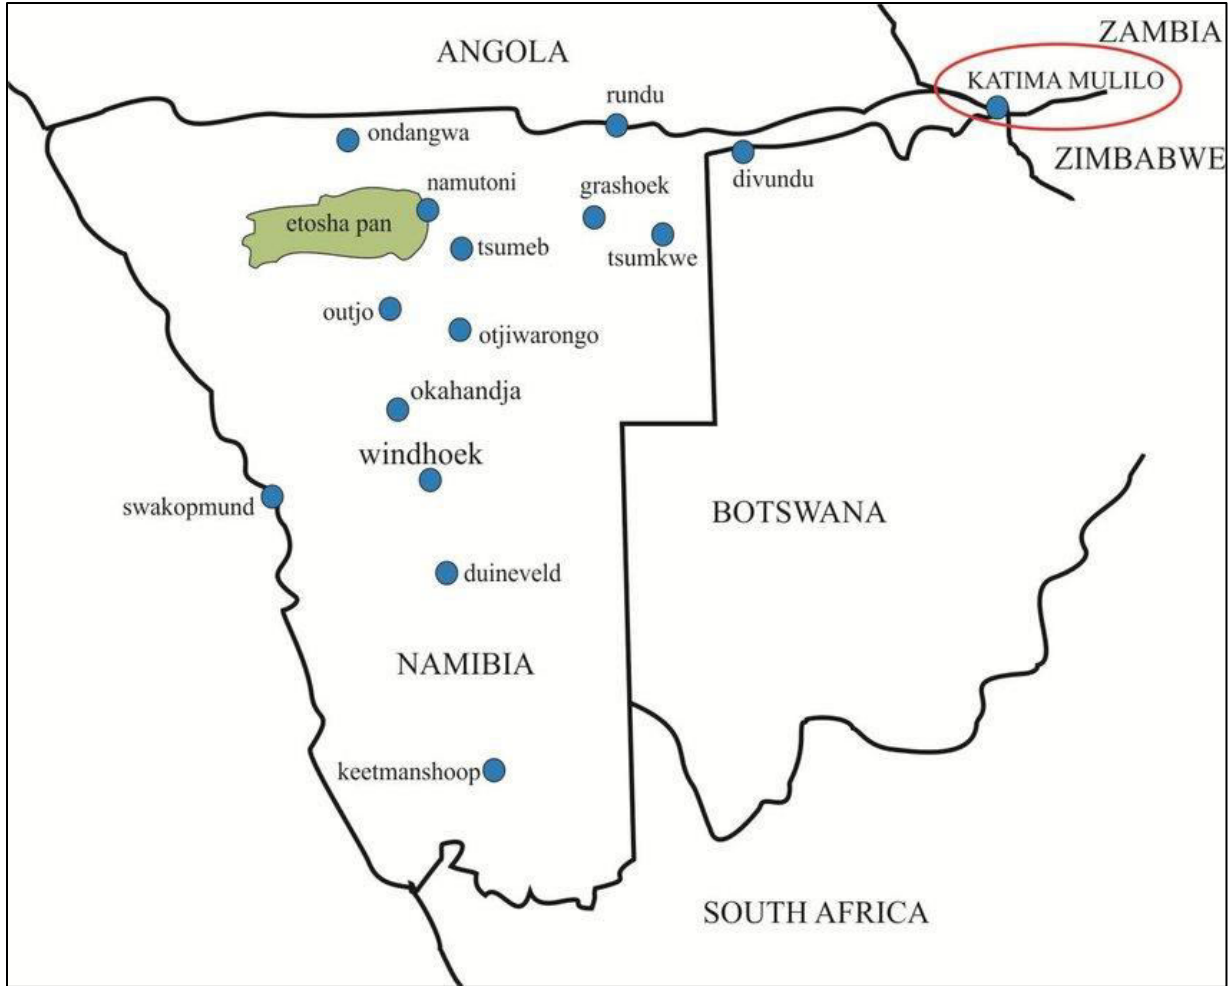 ZAMBIA
ANGOLA
KATIMA MULILO
rundu
ondangwa
ZIMBABWE
divundu
namutoni
grashoek
etosha pan
tsumeb
tsumkwe
outjo
otjiwarongo
okahandja
windhoek
swakopmund
BOTSWANA
duineveld
NAMIBIA
keetmanshoop
SOUTH AFRICA